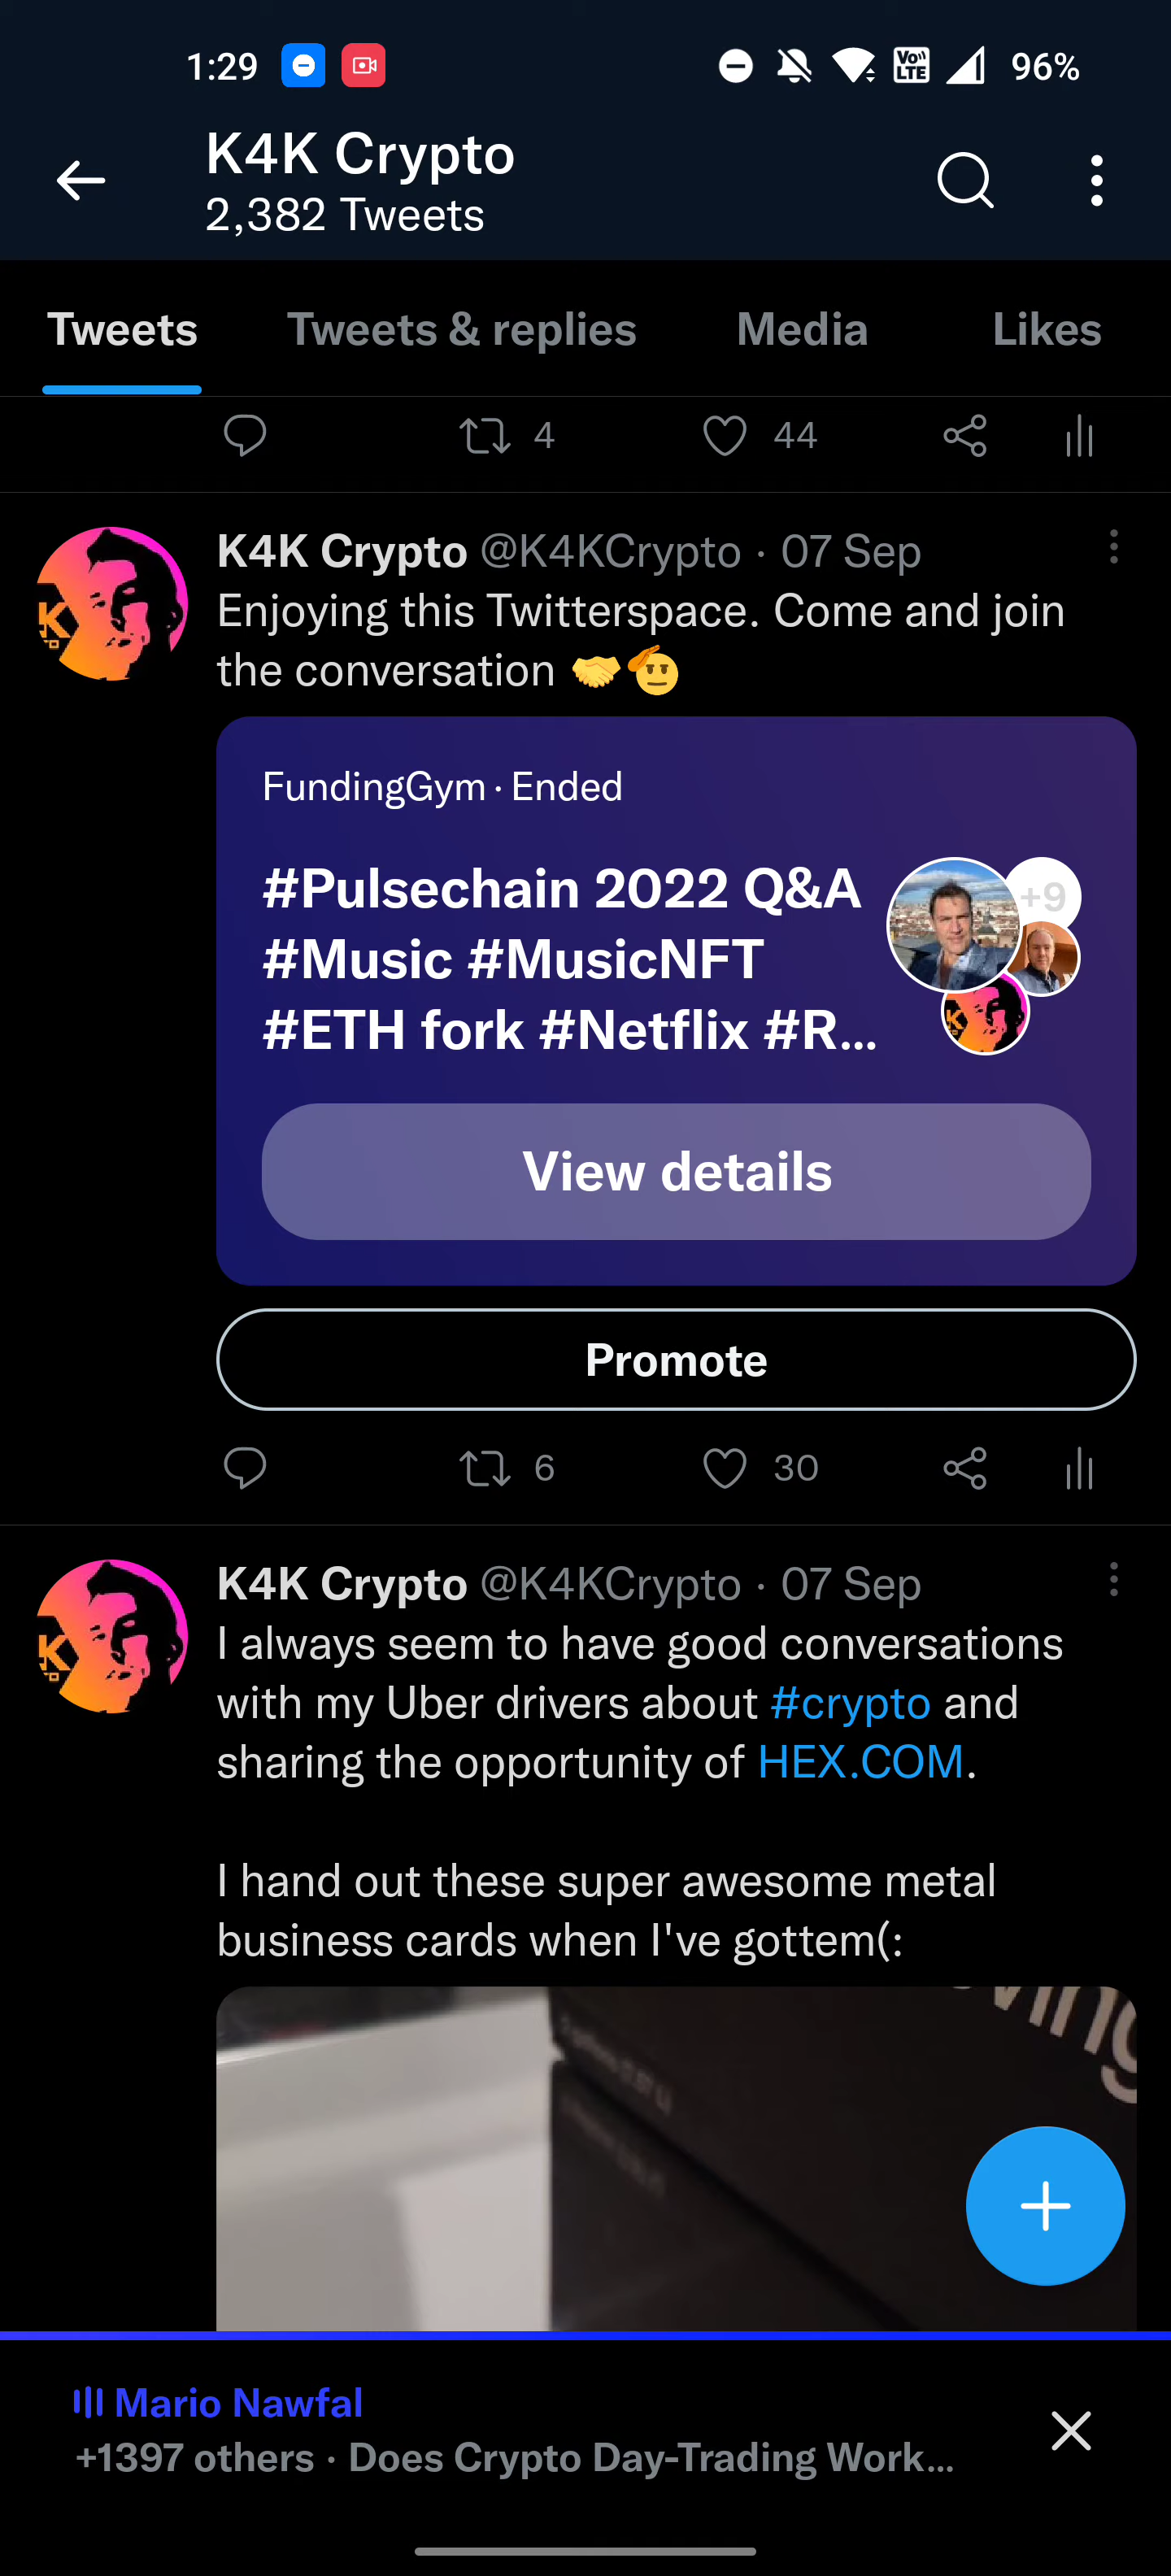 1:29
Vo LTE
96%
K4K Crypto
2,382 Tweets
Tweets
Tweets & replies
Media
Likes
4
44
K4K Crypto @K4KCrypto · 07 Sep
Enjoying this Twitterspace. Come and join
the conversation 🤝🫡
FundingGym · Ended
#Pulsechain 2022 Q&A
#Music #MusicNFT
#ETH fork #Netflix #R...
+9
View details
Promote
6
30
K4K Crypto @K4KCrypto · 07 Sep
I always seem to have good conversations
with my Uber drivers about #crypto and
sharing the opportunity of HEX.COM.
I hand out these super awesome metal
business cards when I've gottem(:
Mario Nawfal
+1397 others · Does Crypto Day-Trading Work...